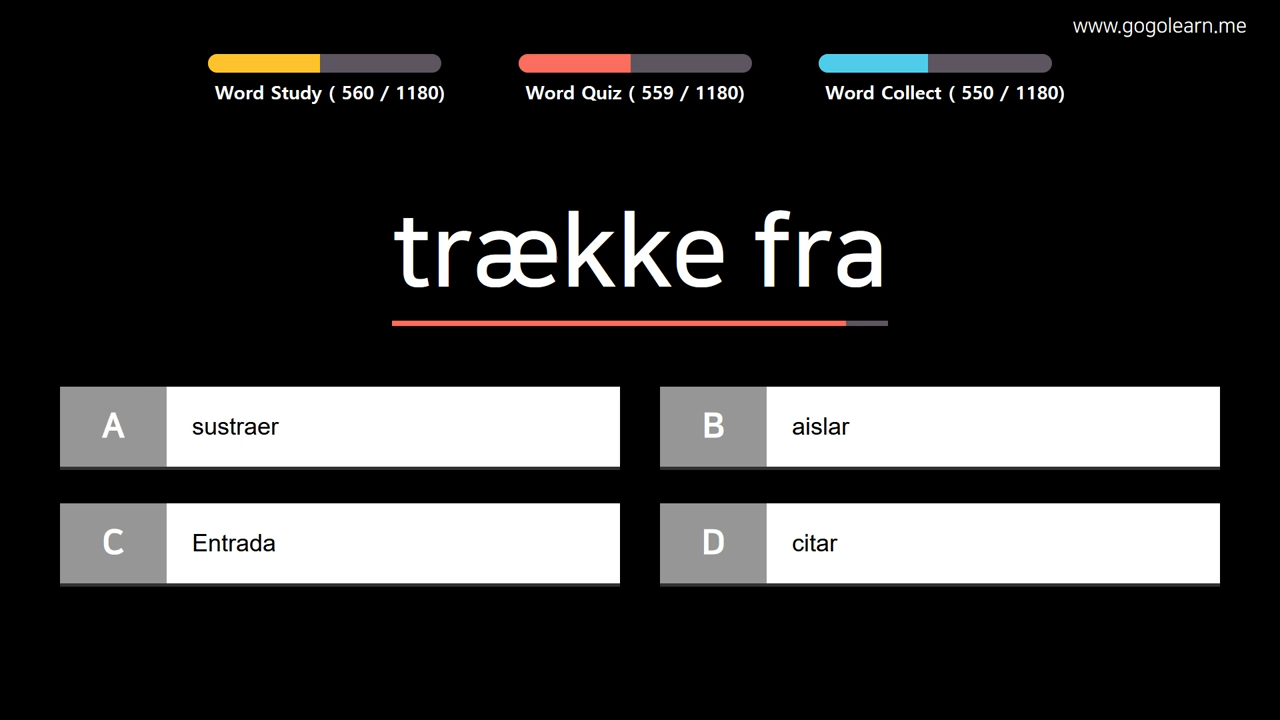 www.gogolearn.me
Word Study ( 560 / 1180)
Word Quiz ( 559 / 1180)
Word Collect ( 550 / 1180)
trække fra
A sustraer
B aislar
C Entrada
D citar